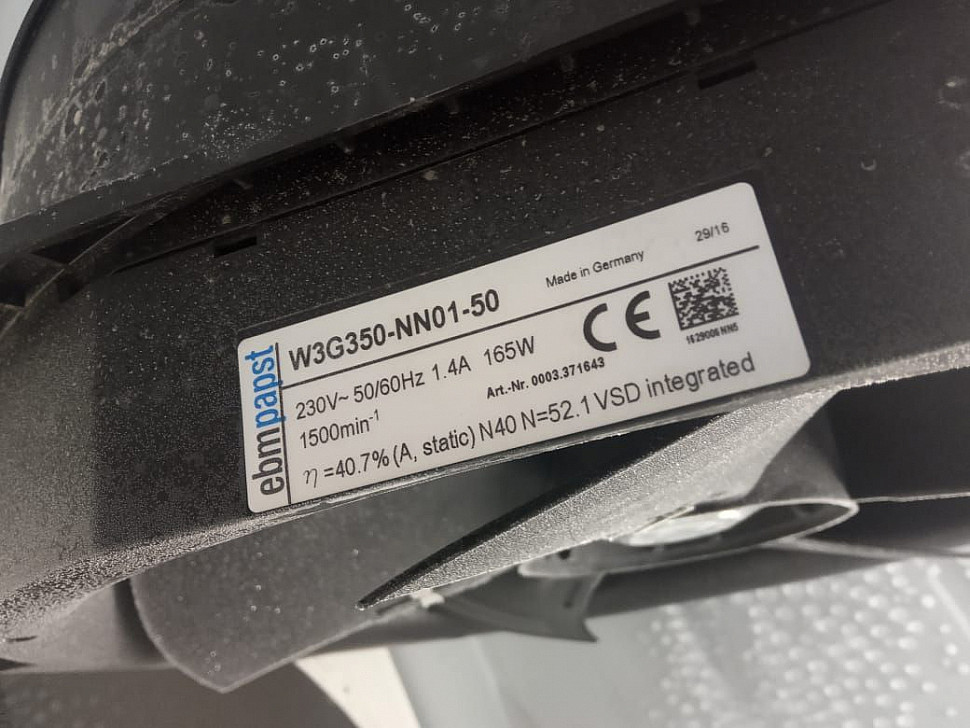 ebmpapst
W3G350-NN01-50
Made in Germany
29/16
230V~ 50/60Hz 1.4A 165W
1500min⁻¹
Art.-Nr. 0003.371643
1629006 NN5
η =40.7% (A, static) N40 N=52.1 VSD integrated
CE